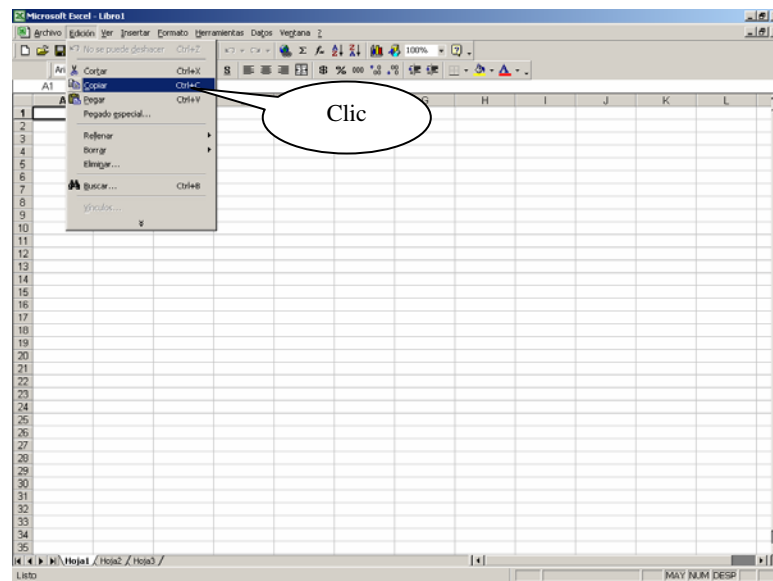 Microsoft Excel - Libro1
Archivo Edición Ver Insertar Formato Herramientas Datos Ventana ?
100%
Ari S $ % 000
A1
No se puede deshacer Ctrl+Z
Cortar Ctrl+X
Copiar Ctrl+C
Pegar Ctrl+V
Pegado especial...
Rellenar
Borrar
Eliminar...
Buscar... Ctrl+B
Vínculos...
Clic
A G H I J K L
1
2
3
4
5
6
7
8
9
10
11
12
13
14
15
16
17
18
19
20
21
22
23
24
25
26
27
28
29
30
31
32
33
34
35
Hoja1 Hoja2 Hoja3
Listo MAY NUM DESP